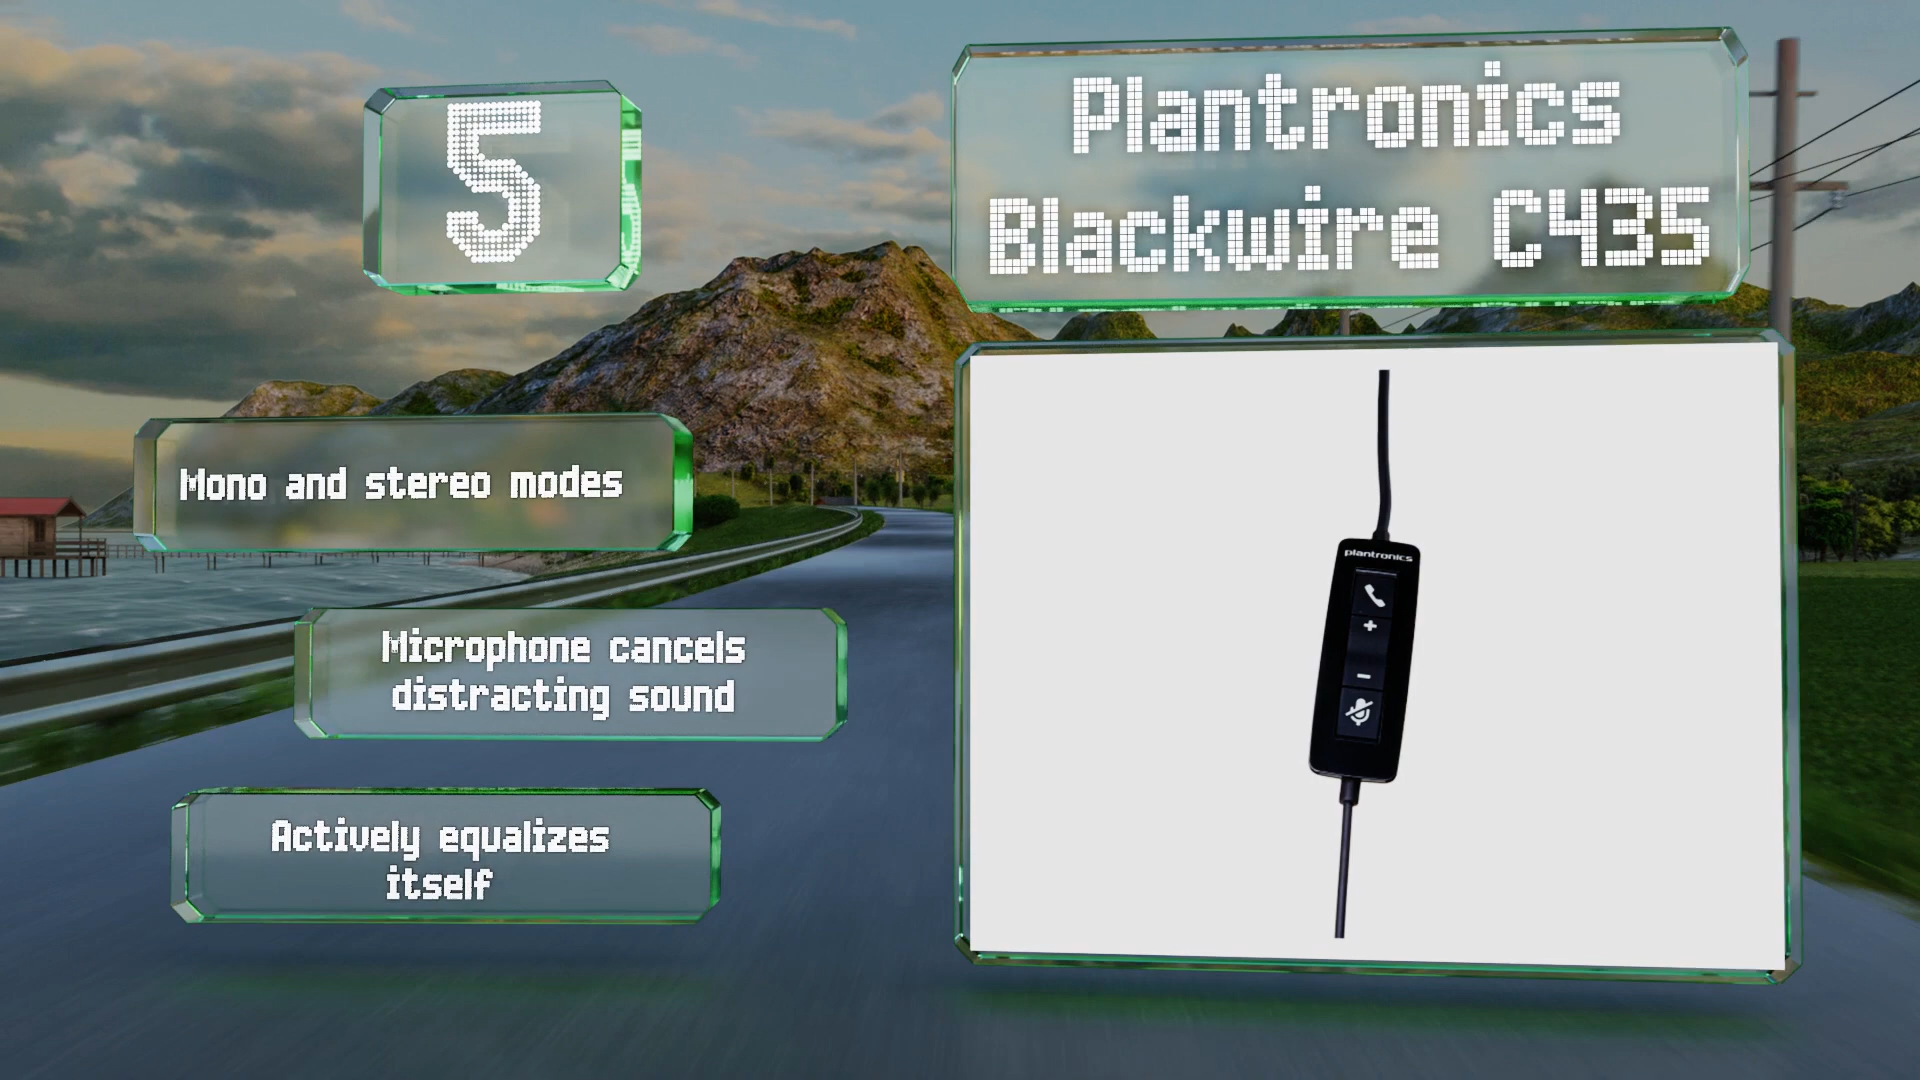 5
Plantronics
Blackwire C435
Mono and stereo modes
Microphone cancels
distracting sound
Actively equalizes
itself
plantronics
+
-